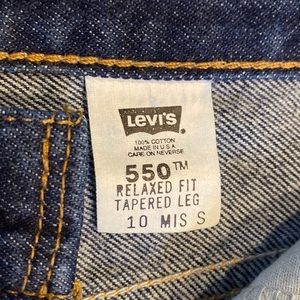 LEVI'S
100% COTTON
MADE IN U.S.A.
CARE ON REVERSE
550™
RELAXED FIT
TAPERED LEG
10 MIS S